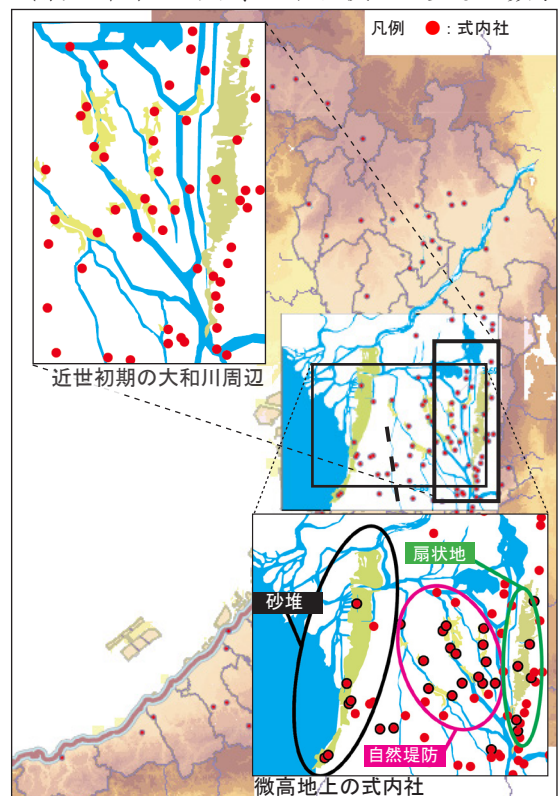 凡例 ●:式内社
近世初期の大和川周辺
扇状地
砂堆
自然堤防
微高地上の式内社